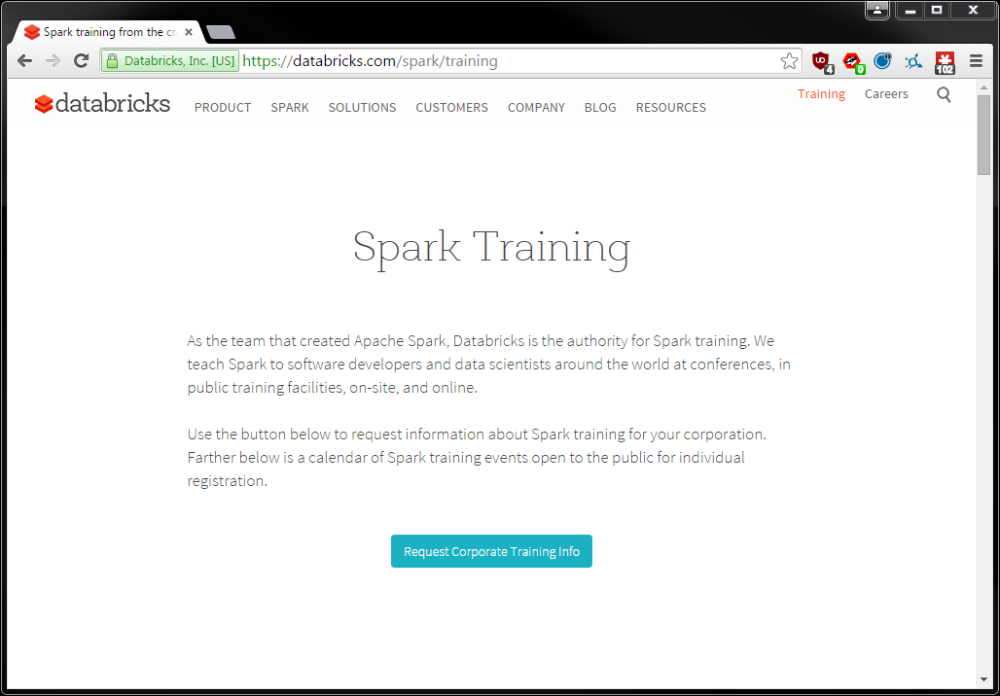 Spark training from the cr
Databricks, Inc. [US] https://databricks.com/spark/training
4
0
102
databricks
PRODUCT SPARK SOLUTIONS CUSTOMERS COMPANY BLOG RESOURCES
Training Careers
Spark Training
As the team that created Apache Spark, Databricks is the authority for Spark training. We
teach Spark to software developers and data scientists around the world at conferences, in
public training facilities, on-site, and online.
Use the button below to request information about Spark training for your corporation.
Farther below is a calendar of Spark training events open to the public for individual
registration.
Request Corporate Training Info